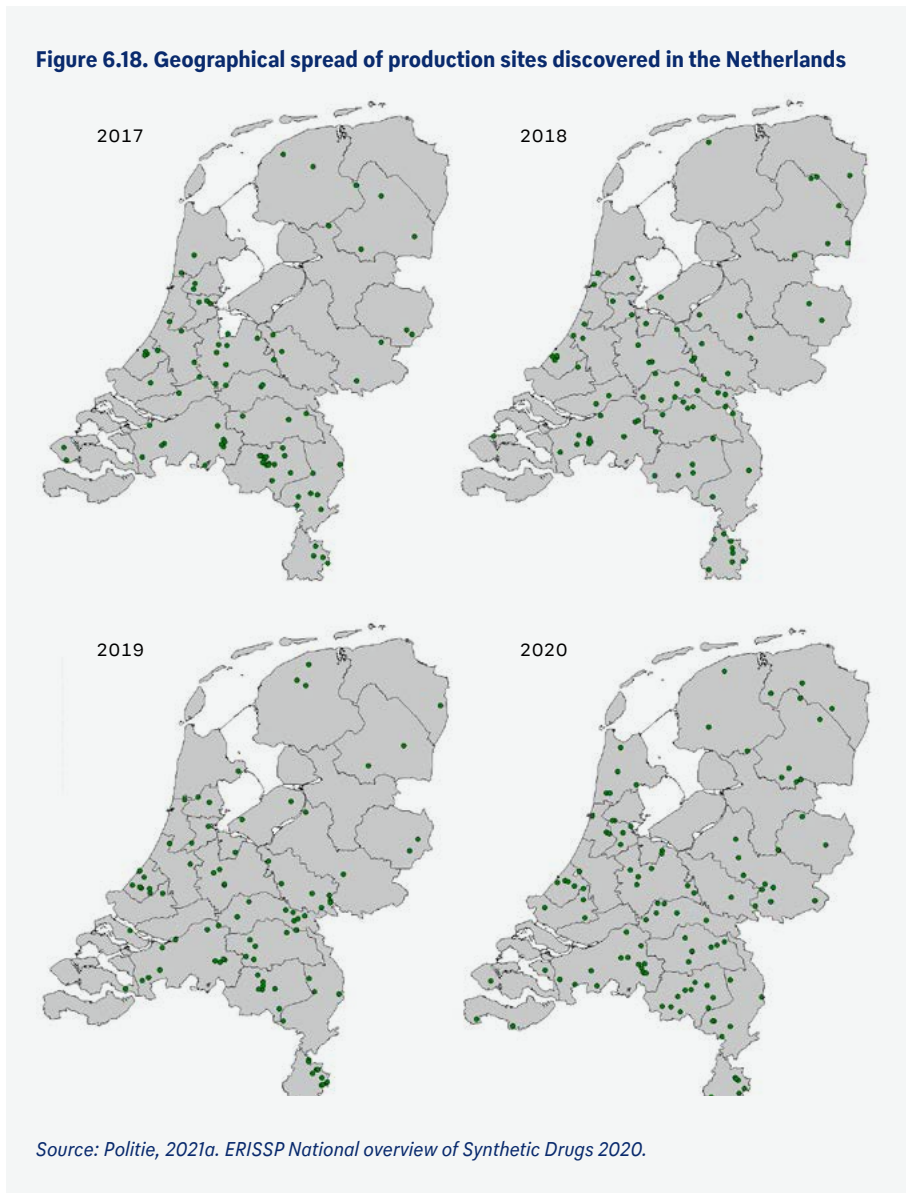 Figure 6.18. Geographical spread of production sites discovered in the Netherlands
2017
2018
2019
2020
Source: Politie, 2021a. ERISSP National overview of Synthetic Drugs 2020.